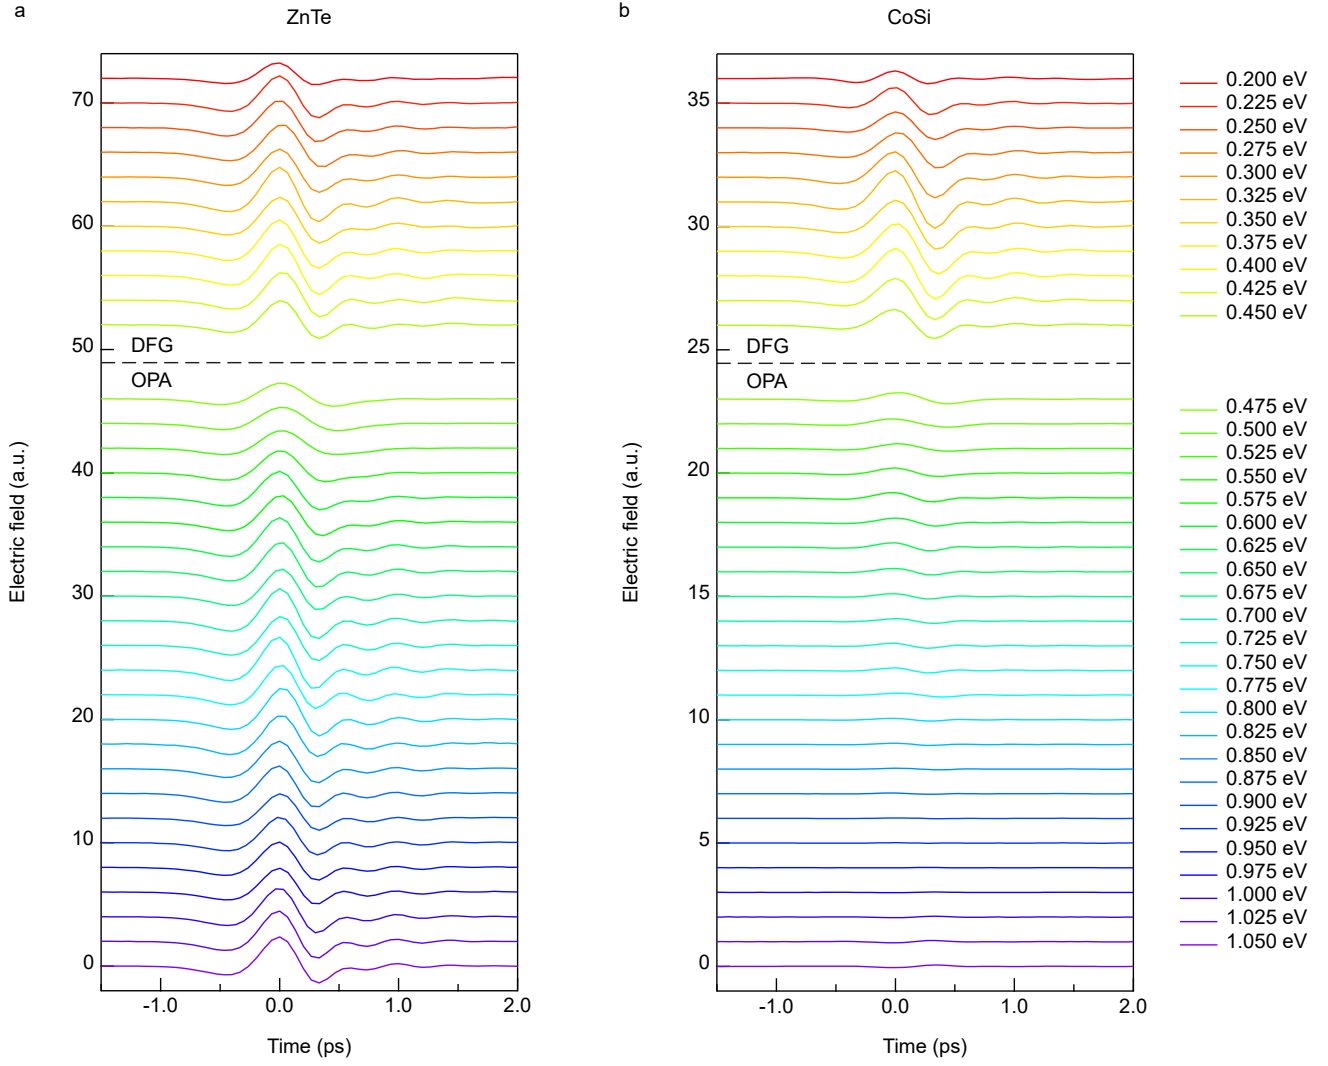 a
ZnTe
b
CoSi
Electric field (a.u.)
70
60
50
40
30
20
10
0
DFG
OPA
-1.0
0.0
1.0
2.0
Time (ps)
Electric field (a.u.)
35
30
25
20
15
10
5
0
DFG
OPA
-1.0
0.0
1.0
2.0
Time (ps)
0.200 eV
0.225 eV
0.250 eV
0.275 eV
0.300 eV
0.325 eV
0.350 eV
0.375 eV
0.400 eV
0.425 eV
0.450 eV
0.475 eV
0.500 eV
0.525 eV
0.550 eV
0.575 eV
0.600 eV
0.625 eV
0.650 eV
0.675 eV
0.700 eV
0.725 eV
0.750 eV
0.775 eV
0.800 eV
0.825 eV
0.850 eV
0.875 eV
0.900 eV
0.925 eV
0.950 eV
0.975 eV
1.000 eV
1.025 eV
1.050 eV